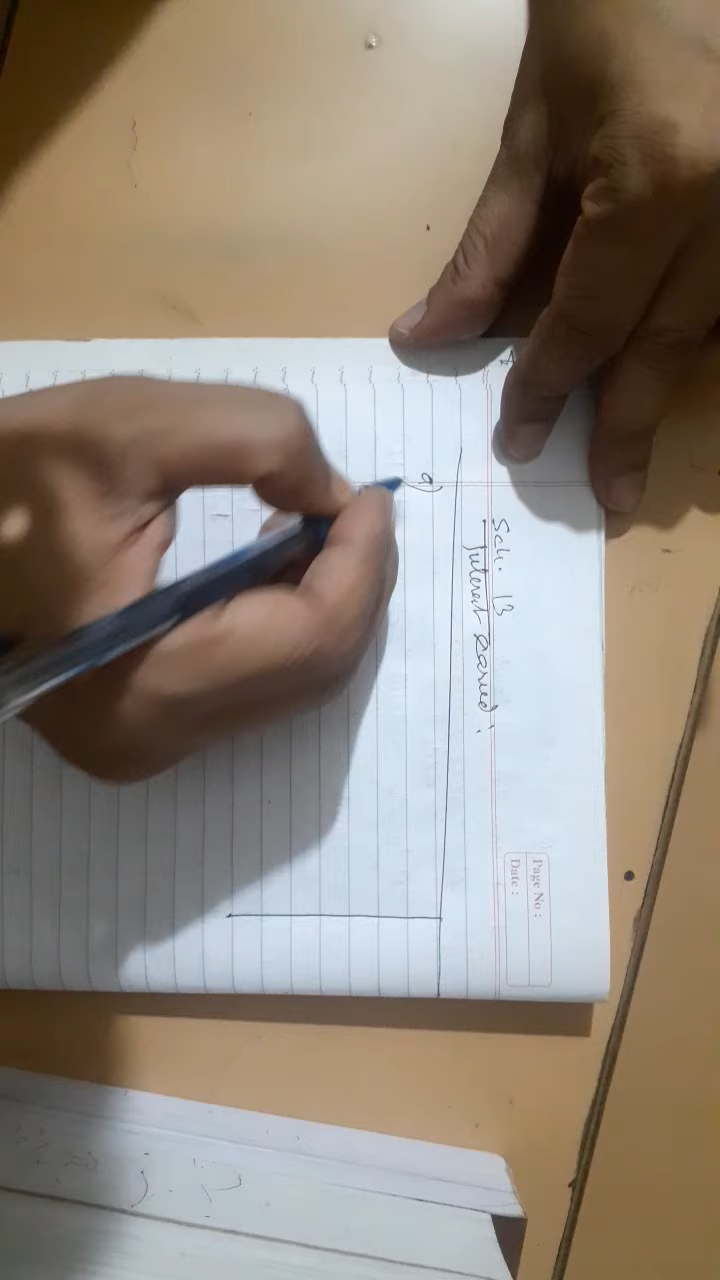 Page No :
Date :
Sch. 13
Interest Earned :
a)